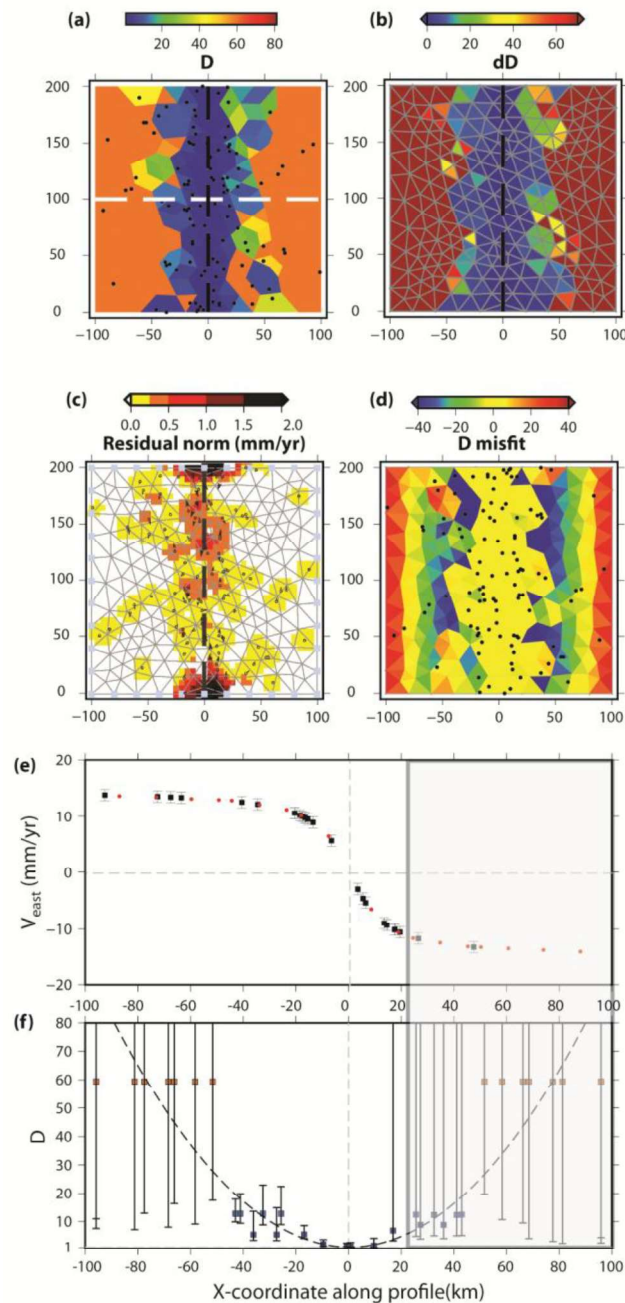 (a) (b)
20 40 60 80 0 20 40 60
D dD
200 200
150 150
100 100
50 50
0 0
−100 −50 0 50 100 −100 −50 0 50 100
(c) (d)
0.0 0.5 1.0 1.5 2.0 −40 −20 0 20 40
Residual norm (mm/yr) D misfit
200 200
150 150
100 100
50 50
0 0
−100 −50 0 50 100 −100 −50 0 50 100
(e)
20
10
0
−10
−20
V east (mm/yr)
-100 -80 -60 -40 -20 0 20 40 60 80 100
(f)
80
70
60
50
40
30
20
10
1
D
-100 -80 -60 -40 -20 0 20 40 60 80 100
X-coordinate along profile(km)